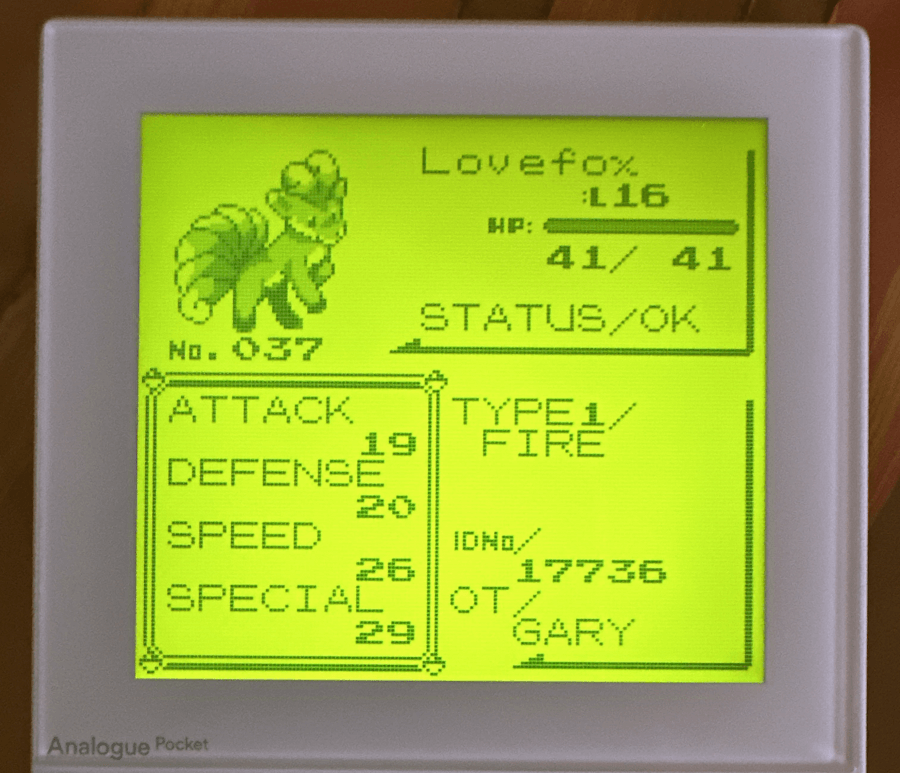 Lovefox
:L16
HP:
41/ 41
STATUS/OK
No. 037
ATTACK
19
DEFENSE
20
SPEED
26
SPECIAL
29
TYPE1/
FIRE
IDNo/
17736
OT/
GARY
Analogue Pocket